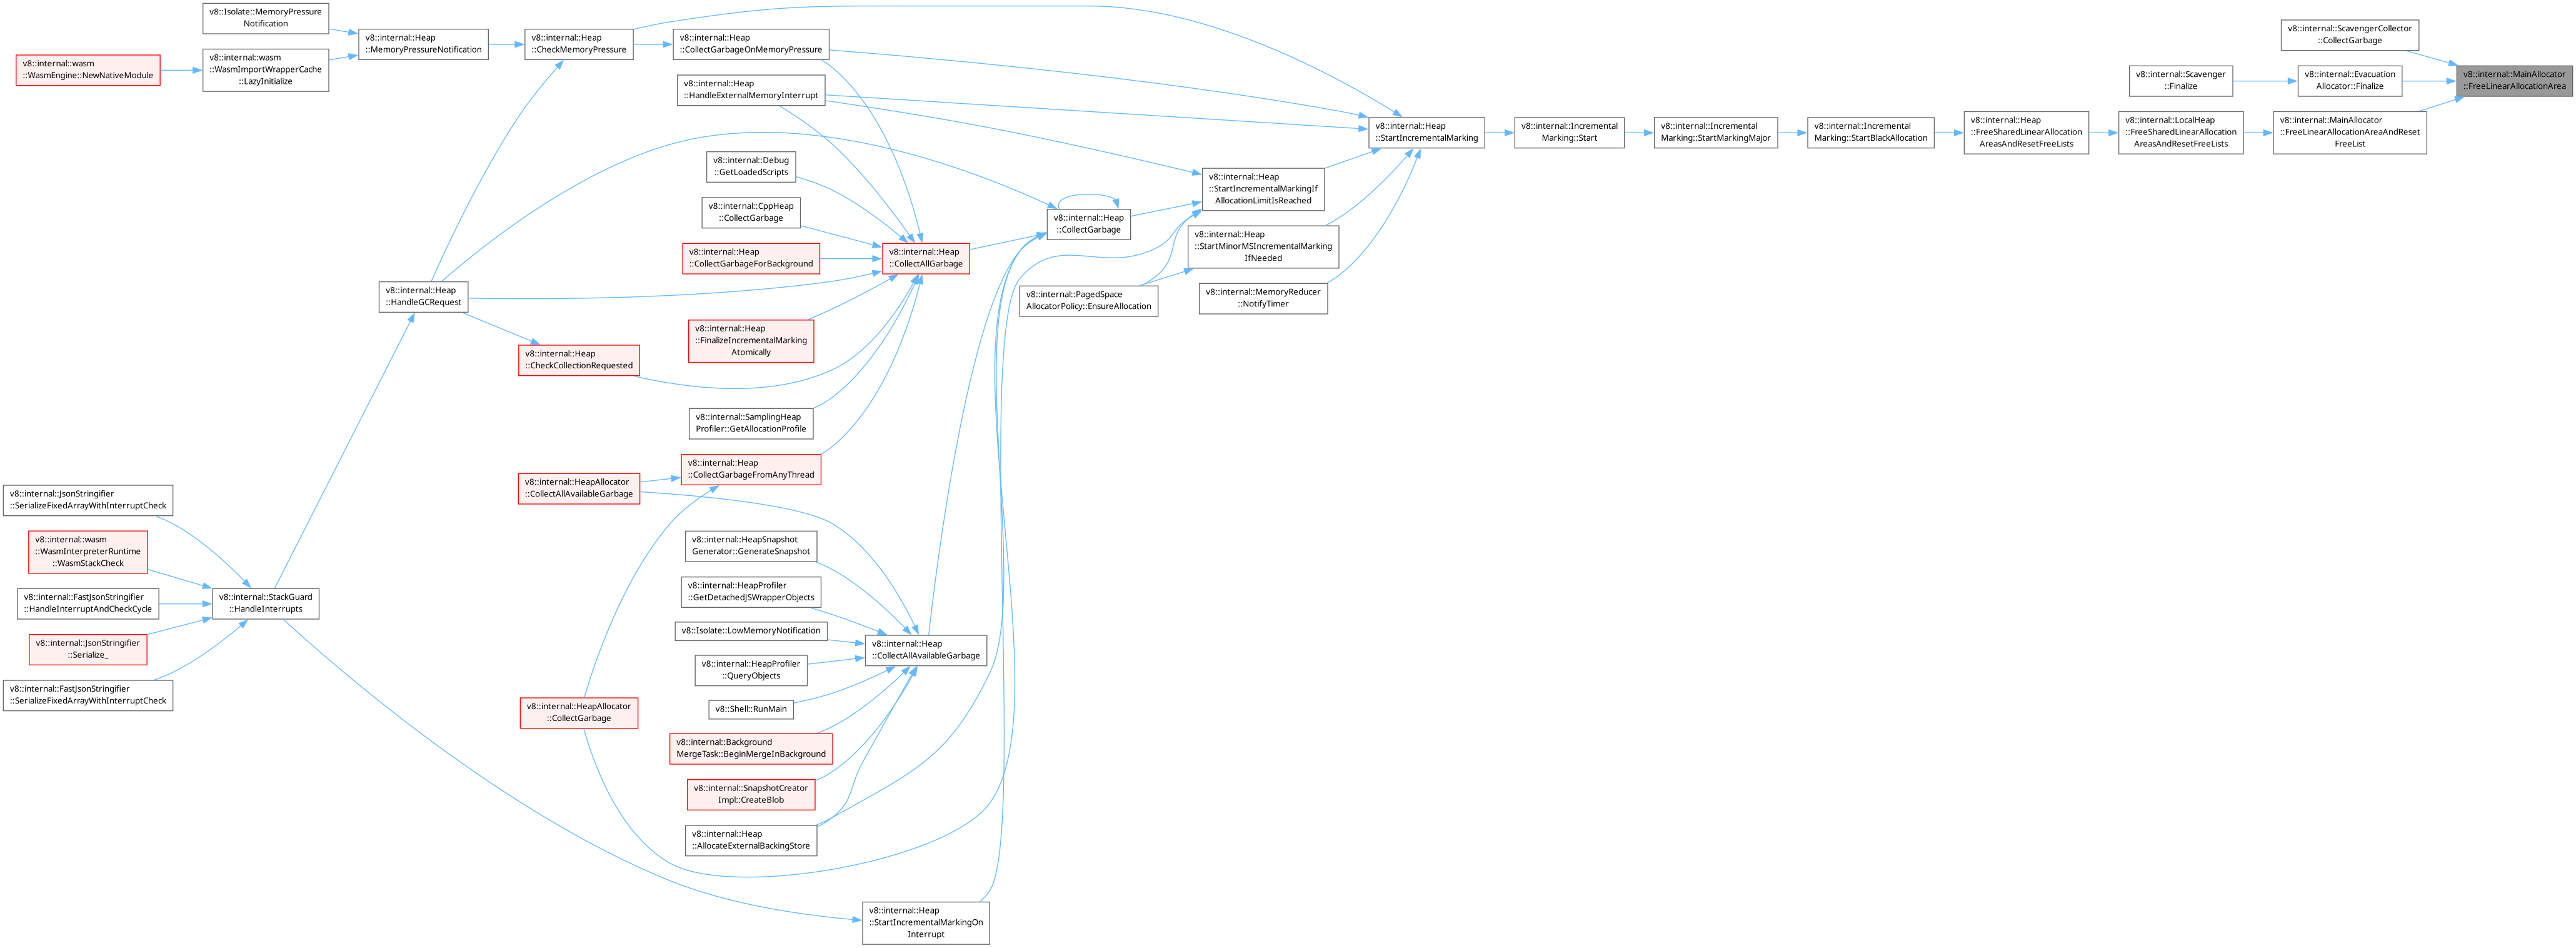 v8::Isolate::MemoryPressure
Notification
v8::internal::wasm
::WasmEngine::NewNativeModule
v8::internal::wasm
::WasmImportWrapperCache
::LazyInitialize
v8::internal::Heap
::MemoryPressureNotification
v8::internal::Heap
::CheckMemoryPressure
v8::internal::Heap
::CollectGarbageOnMemoryPressure
v8::internal::Heap
::HandleExternalMemoryInterrupt
v8::internal::Debug
::GetLoadedScripts
v8::internal::CppHeap
::CollectGarbage
v8::internal::Heap
::CollectGarbageForBackground
v8::internal::Heap
::CollectAllGarbage
v8::internal::Heap
::HandleGCRequest
v8::internal::Heap
::FinalizeIncrementalMarking
Atomically
v8::internal::Heap
::CheckCollectionRequested
v8::internal::SamplingHeap
Profiler::GetAllocationProfile
v8::internal::Heap
::CollectGarbageFromAnyThread
v8::internal::HeapAllocator
::CollectAllAvailableGarbage
v8::internal::JsonStringifier
::SerializeFixedArrayWithInterruptCheck
v8::internal::wasm
::WasmInterpreterRuntime
::WasmStackCheck
v8::internal::FastJsonStringifier
::HandleInterruptAndCheckCycle
v8::internal::JsonStringifier
::Serialize_
v8::internal::FastJsonStringifier
::SerializeFixedArrayWithInterruptCheck
v8::internal::StackGuard
::HandleInterrupts
v8::internal::HeapSnapshot
Generator::GenerateSnapshot
v8::internal::HeapProfiler
::GetDetachedJSWrapperObjects
v8::Isolate::LowMemoryNotification
v8::internal::HeapProfiler
::QueryObjects
v8::Shell::RunMain
v8::internal::Background
MergeTask::BeginMergeInBackground
v8::internal::SnapshotCreator
Impl::CreateBlob
v8::internal::Heap
::AllocateExternalBackingStore
v8::internal::HeapAllocator
::CollectGarbage
v8::internal::Heap
::CollectAllAvailableGarbage
v8::internal::Heap
::StartIncrementalMarkingOn
Interrupt
v8::internal::Heap
::CollectGarbage
v8::internal::PagedSpace
AllocatorPolicy::EnsureAllocation
v8::internal::Heap
::StartIncrementalMarkingIf
AllocationLimitIsReached
v8::internal::Heap
::StartMinorMSIncrementalMarking
IfNeeded
v8::internal::MemoryReducer
::NotifyTimer
v8::internal::Heap
::StartIncrementalMarking
v8::internal::Incremental
Marking::Start
v8::internal::Incremental
Marking::StartMarkingMajor
v8::internal::Incremental
Marking::StartBlackAllocation
v8::internal::Heap
::FreeSharedLinearAllocation
AreasAndResetFreeLists
v8::internal::LocalHeap
::FreeSharedLinearAllocation
AreasAndResetFreeLists
v8::internal::MainAllocator
::FreeLinearAllocationAreaAndReset
FreeList
v8::internal::Scavenger
::Finalize
v8::internal::Evacuation
Allocator::Finalize
v8::internal::ScavengerCollector
::CollectGarbage
v8::internal::MainAllocator
::FreeLinearAllocationArea